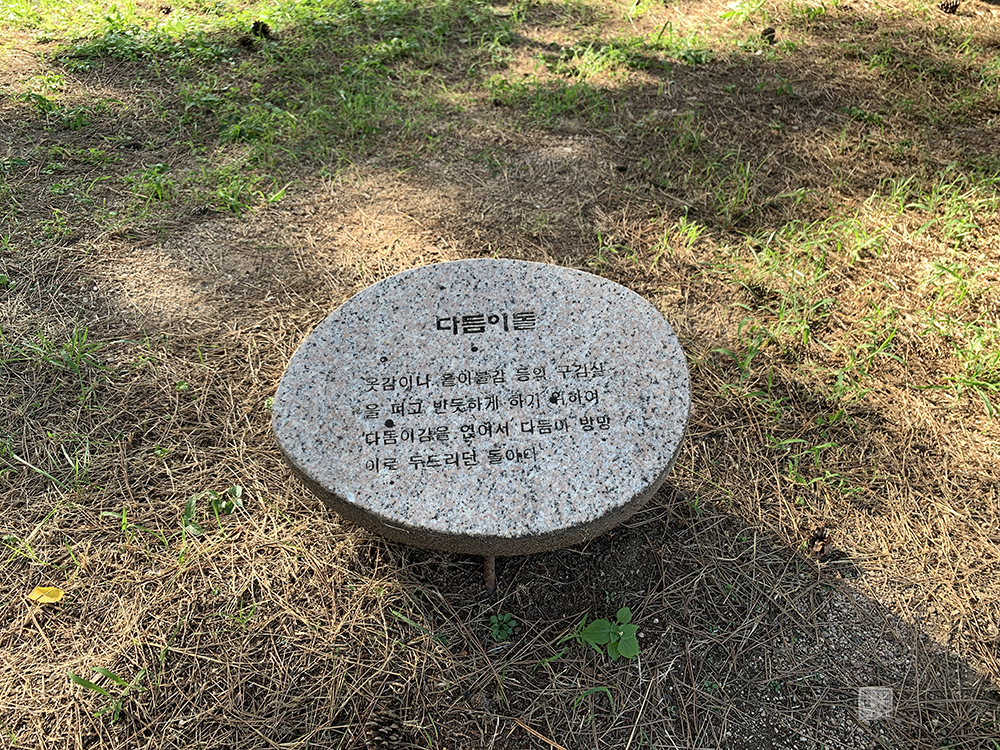 다듬이돌
옷감이나 홑이불감 등의 구김살
을 펴고 반듯하게 하기 위하여
다듬이감을 얹어서 다듬이 방망
이로 두드리던 돌이다